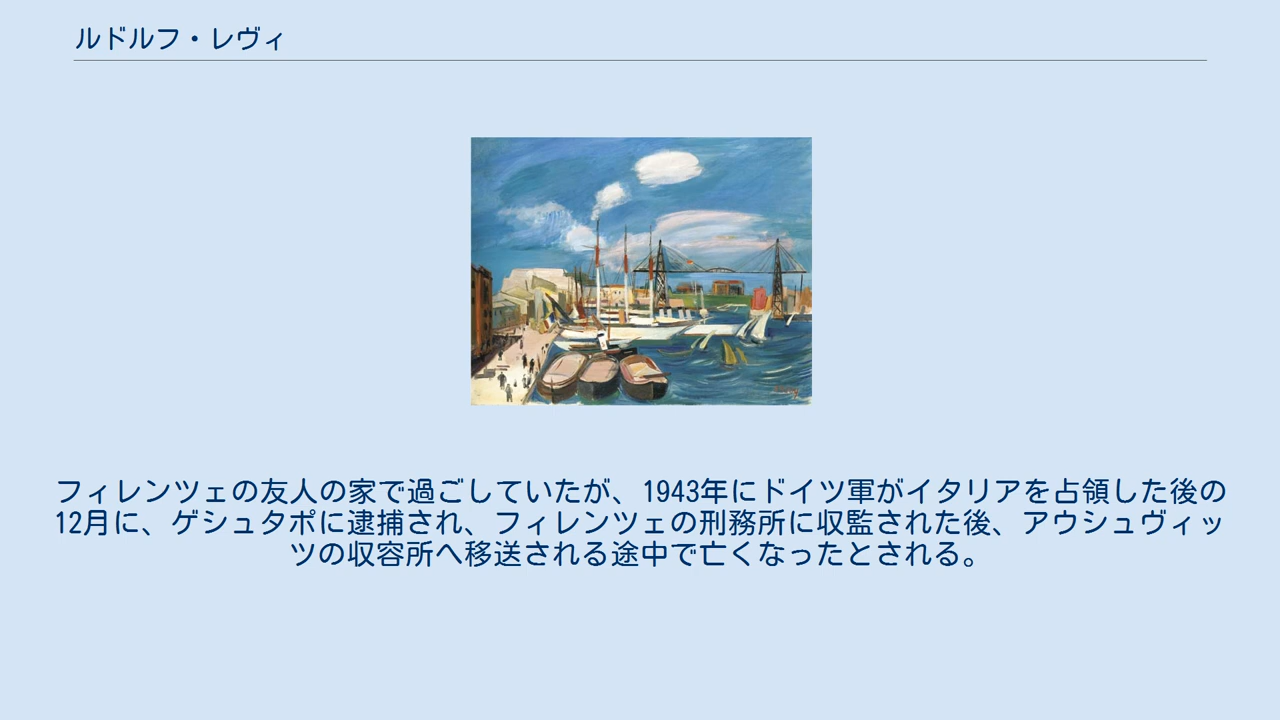 ルドルフ・レヴィ
フィレンツェの友人の家で過ごしていたが、1943年にドイツ軍がイタリアを占領した後の
12月に、ゲシュタポに逮捕され、フィレンツェの刑務所に収監された後、アウシュヴィッ
ツの収容所へ移送される途中で亡くなったとされる。